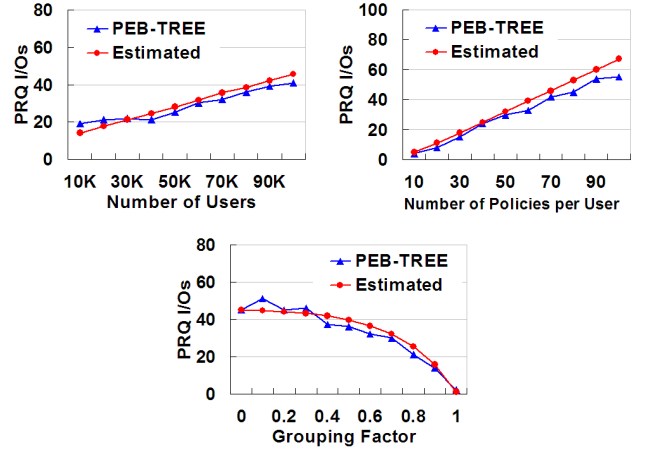 80
60
40
20
0
PRQ I/Os
PEB-TREE
Estimated
10K 30K 50K 70K 90K
Number of Users
100
80
60
40
20
0
PRQ I/Os
PEB-TREE
Estimated
10 30 50 70 90
Number of Policies per User
80
60
40
20
0
PRQ I/Os
PEB-TREE
Estimated
0 0.2 0.4 0.6 0.8 1
Grouping Factor